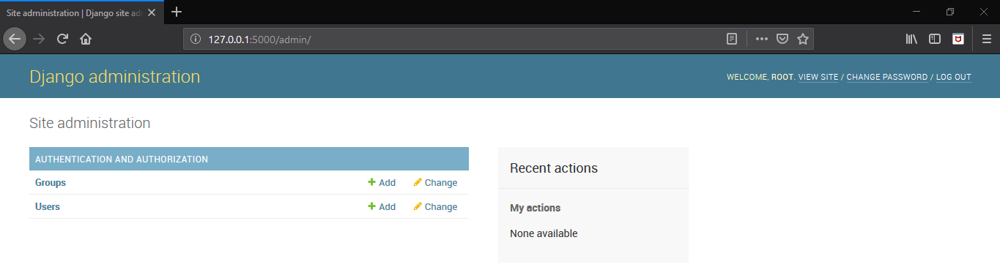 Site administration | Django site ad
127.0.0.1:5000/admin/
Django administration
WELCOME, ROOT. VIEW SITE / CHANGE PASSWORD / LOG OUT
Site administration
AUTHENTICATION AND AUTHORIZATION
Groups Add Change
Users Add Change
Recent actions
My actions
None available